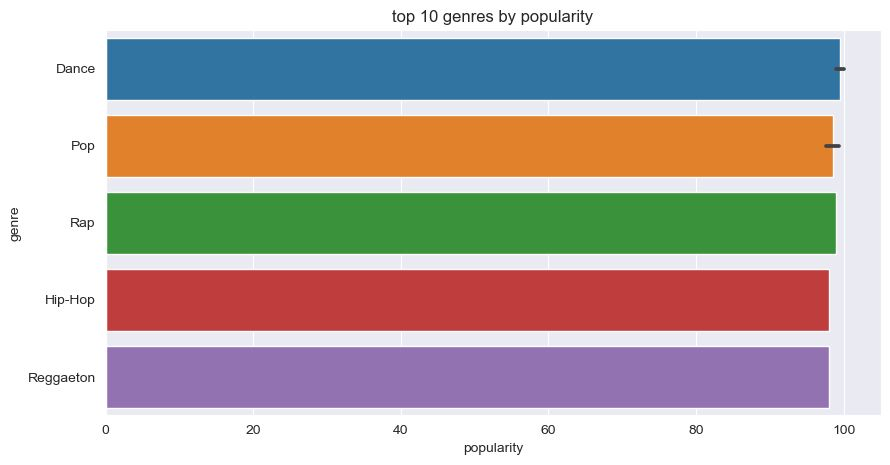 top 10 genres by popularity
genre
Dance
Pop
Rap
Hip-Hop
Reggaeton
0 20 40 60 80 100
popularity